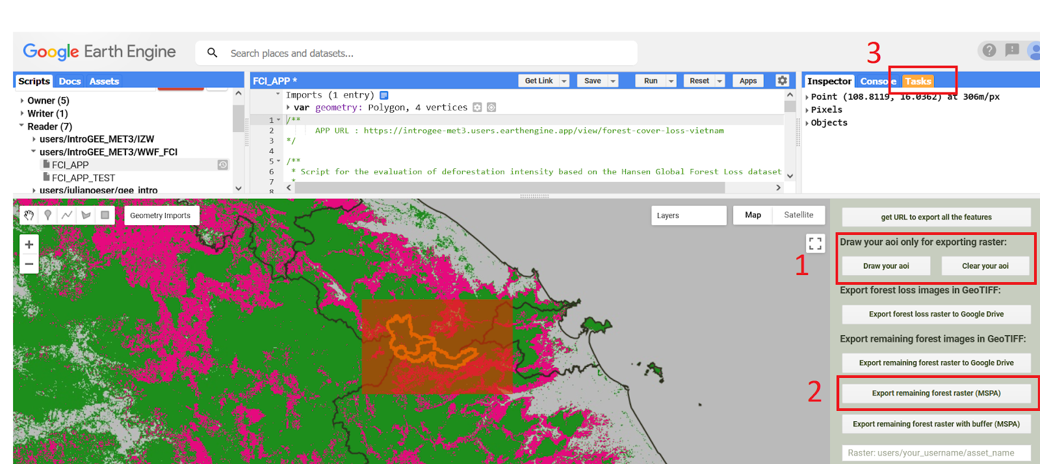 3
Google Earth Engine
Search places and datasets...
Scripts Docs Assets
Owner (5)
Writer (1)
Reader (7)
users/IntroGEE_MET3/IZW
users/IntroGEE_MET3/WWF_FCI
FCI_APP
FCI_APP_TEST
users/julianoeser/gee_intro
FCI_APP *
Get Link Save Run Reset Apps
Imports (1 entry)
var geometry: Polygon, 4 vertices
1 /**
2 APP URL : https://introgee-met3.users.earthengine.app/view/forest-cover-loss-vietnam
3 */
4
5 /**
6 * Script for the evaluation of deforestation intensity based on the Hansen Global Forest Loss dataset
7 *
8
Inspector Console Tasks
Point (108.8119, 16.0362) at 306m/px
Pixels
Objects
Geometry Imports
Layers
Map Satellite
+
−
get URL to export all the features
1
Draw your aoi only for exporting raster:
Draw your aoi Clear your aoi
Export forest loss images in GeoTIFF:
Export forest loss raster to Google Drive
Export remaining forest images in GeoTIFF:
Export remaining forest raster to Google Drive
2
Export remaining forest raster (MSPA)
Export remaining forest raster with buffer (MSPA)
Raster: users/your_username/asset_name